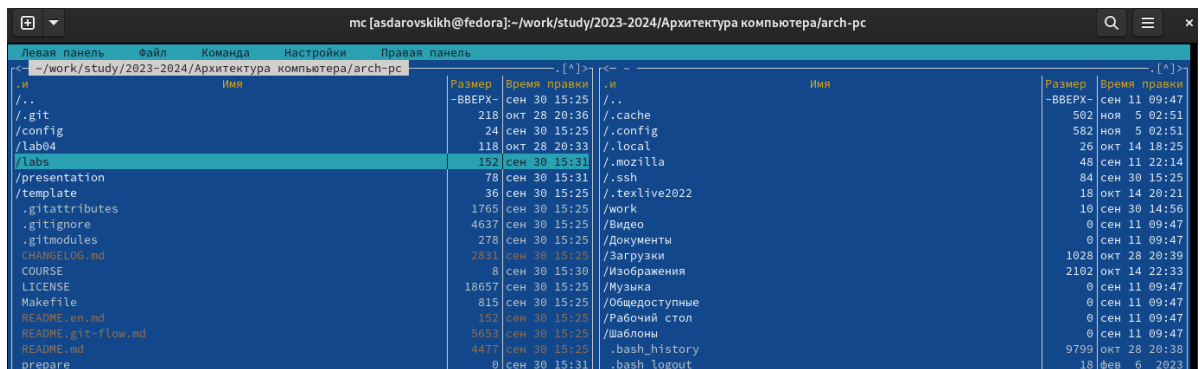 mc [asdarovskikh@fedora]:~/work/study/2023-2024/Архитектура компьютера/arch-pc
Левая панель Файл Команда Настройки Правая панель
<— ~/work/study/2023-2024/Архитектура компьютера/arch-pc .[^]> <— ~ .[^]>
.и Имя Размер Время правки .и Имя Размер Время правки
/.. -ВВЕРХ- сен 30 15:25 /.. -ВВЕРХ- сен 11 09:47
/.git 218 окт 28 20:36 /.cache 502 ноя 5 02:51
/config 24 сен 30 15:25 /.config 582 ноя 5 02:51
/lab04 118 окт 28 20:33 /.local 26 окт 14 18:25
/labs 152 сен 30 15:31 /.mozilla 48 сен 11 22:14
/presentation 78 сен 30 15:31 /.ssh 84 сен 30 15:25
/template 36 сен 30 15:25 /.texlive2022 18 окт 14 20:21
.gitattributes 1765 сен 30 15:25 /work 10 сен 30 14:56
.gitignore 4637 сен 30 15:25 /Видео 0 сен 11 09:47
.gitmodules 278 сен 30 15:25 /Документы 0 сен 11 09:47
CHANGELOG.md 2831 сен 30 15:25 /Загрузки 1028 окт 28 20:39
COURSE 8 сен 30 15:30 /Изображения 2102 окт 14 22:33
LICENSE 18657 сен 30 15:25 /Музыка 0 сен 11 09:47
Makefile 815 сен 30 15:25 /Общедоступные 0 сен 11 09:47
README.en.md 152 сен 30 15:25 /Рабочий стол 0 сен 11 09:47
README.git-flow.md 5653 сен 30 15:25 /Шаблоны 0 сен 11 09:47
README.md 4477 сен 30 15:25 .bash_history 9799 окт 28 20:38
prepare 0 сен 30 15:31 .bash_logout 18 фев 6 2023